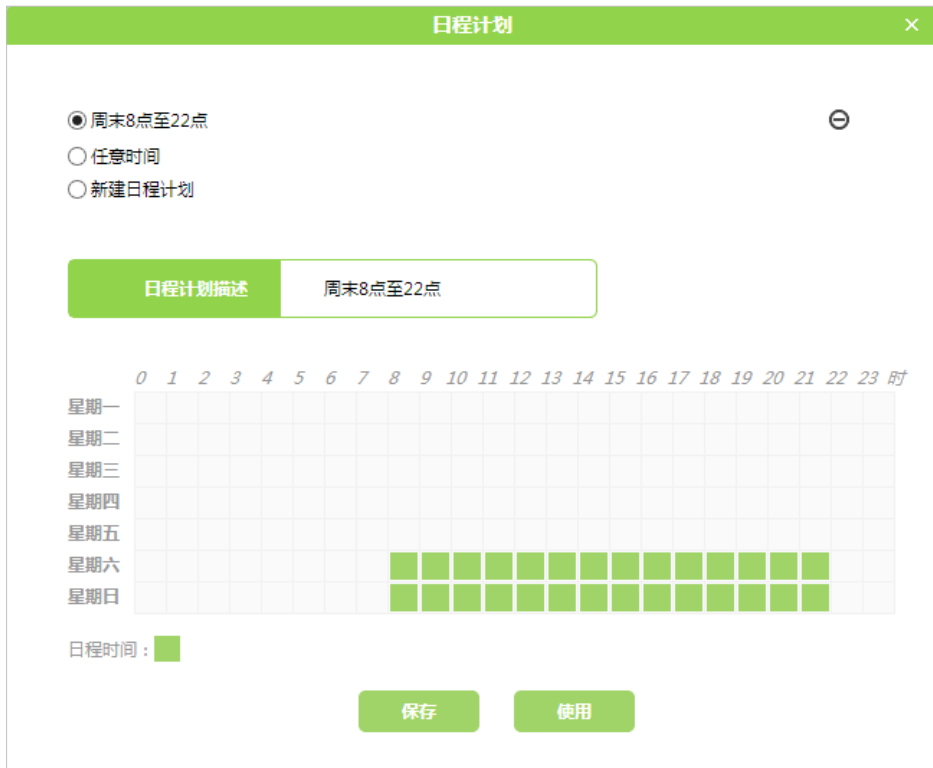 日程计划 ×
周末8点至22点
任意时间
新建日程计划
日程计划描述 周末8点至22点
0 1 2 3 4 5 6 7 8 9 10 11 12 13 14 15 16 17 18 19 20 21 22 23 时
星期一
星期二
星期三
星期四
星期五
星期六
星期日
日程时间：
保存 使用